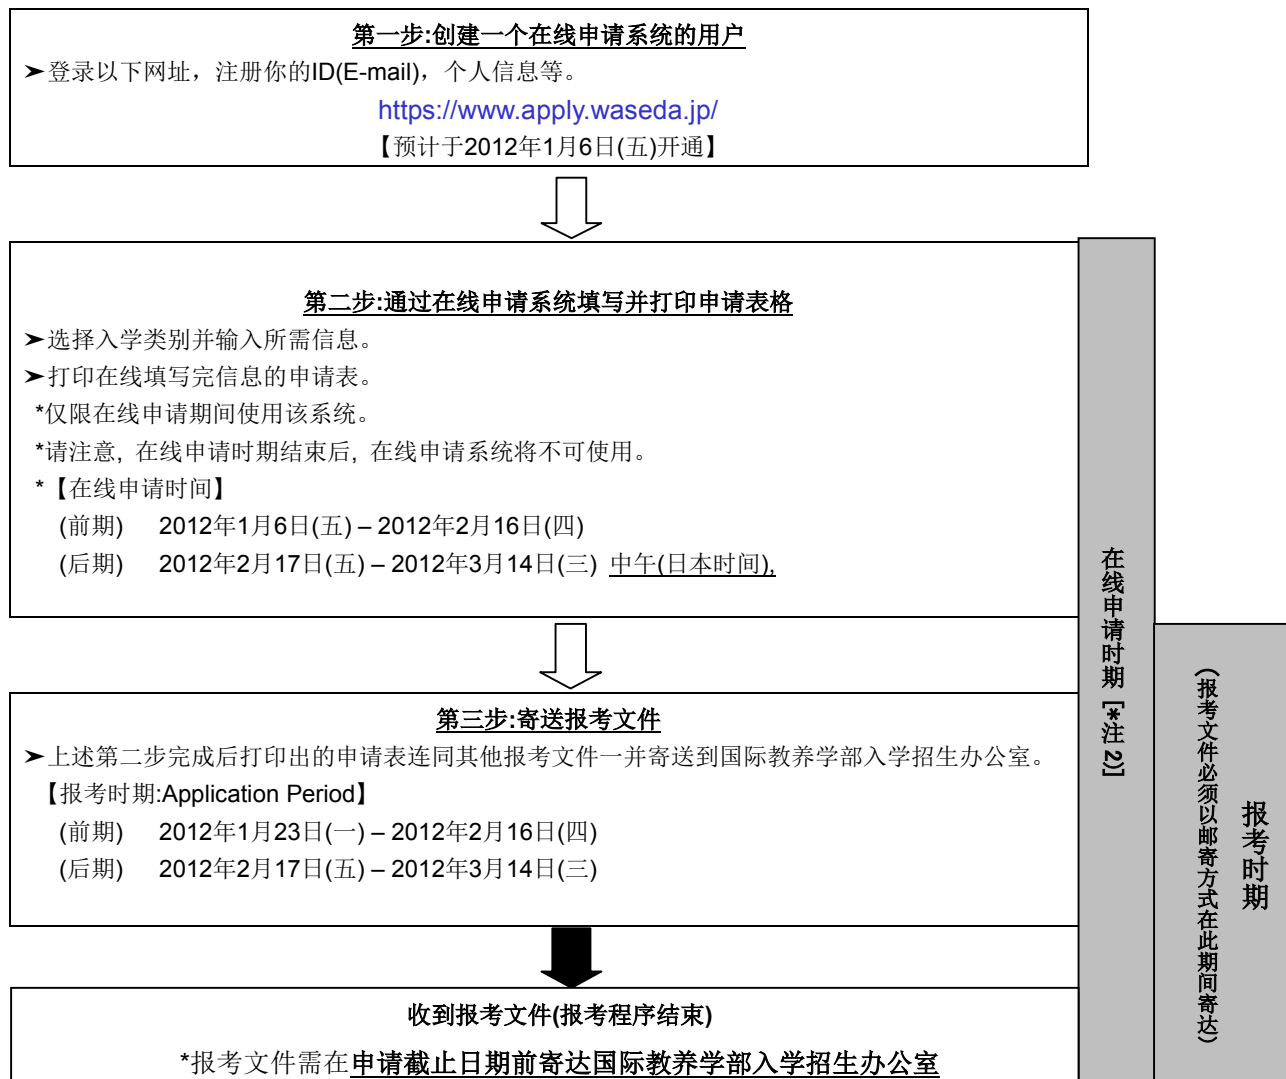 第一步:创建一个在线申请系统的用户
➤登录以下网址，注册你的ID(E-mail)，个人信息等。
https://www.apply.waseda.jp/
【预计于2012年1月6日(五)开通】
第二步:通过在线申请系统填写并打印申请表格
➤选择入学类别并输入所需信息。
➤打印在线填写完信息的申请表。
*仅限在线申请期间使用该系统。
*请注意, 在线申请时期结束后, 在线申请系统将不可使用。
*【在线申请时间】
(前期) 2012年1月6日(五) – 2012年2月16日(四)
(后期) 2012年2月17日(五) – 2012年3月14日(三) 中午(日本时间),
第三步:寄送报考文件
➤上述第二步完成后打印出的申请表连同其他报考文件一并寄送到国际教养学部入学招生办公室。
【报考时期:Application Period】
(前期) 2012年1月23日(一) – 2012年2月16日(四)
(后期) 2012年2月17日(五) – 2012年3月14日(三)
收到报考文件(报考程序结束)
*报考文件需在申请截止日期前寄达国际教养学部入学招生办公室
在线申请时期 [*注 2)]
报考时期
(报考文件必须以邮寄方式在此期间寄达)